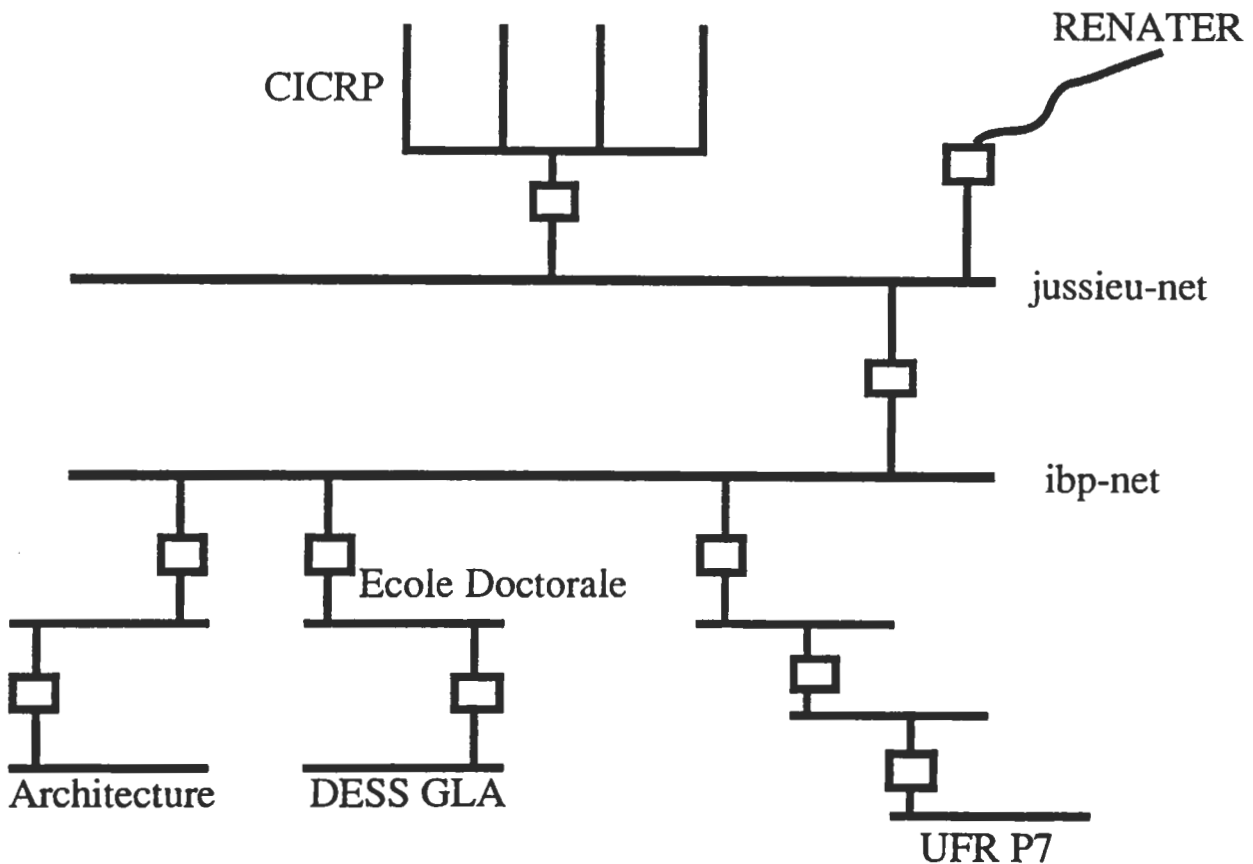 RENATER
CICRP
jussieu-net
ibp-net
Ecole Doctorale
Architecture
DESS GLA
UFR P7